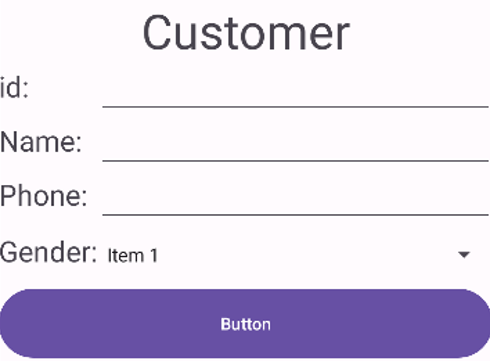 Customer
id:
Name:
Phone:
Gender: Item 1
Button